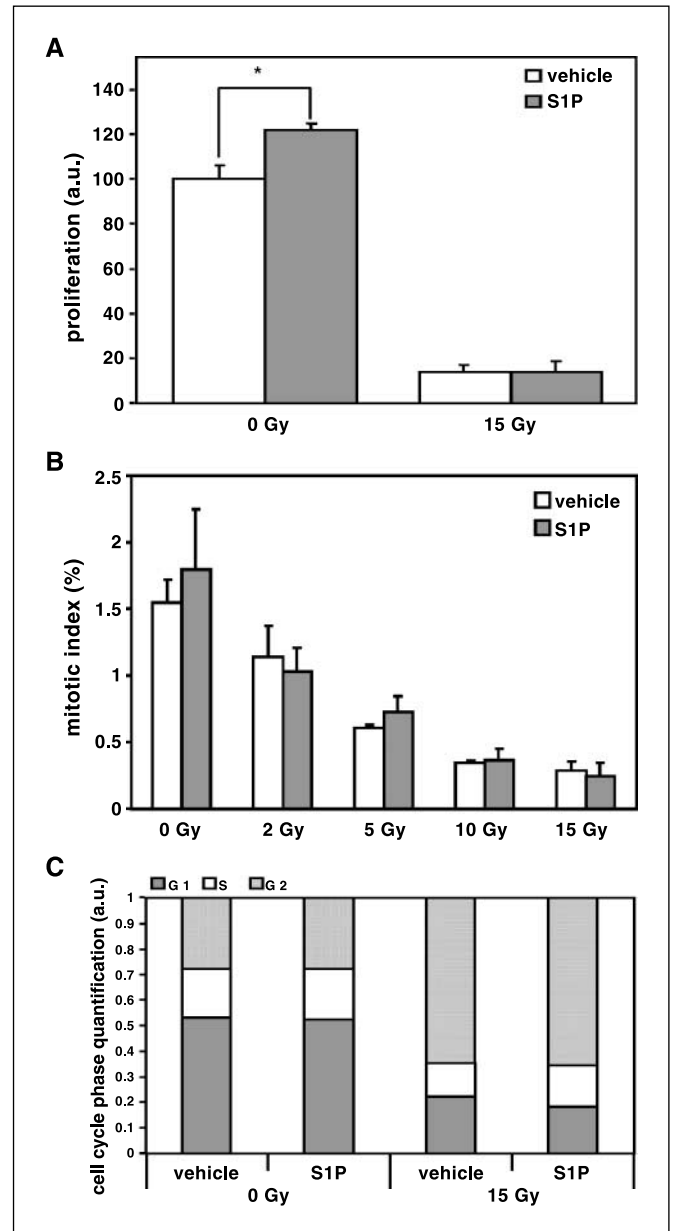 A
*
vehicle
S1P
proliferation (a.u.)
140
120
100
80
60
40
20
0
0 Gy 15 Gy
B
vehicle
S1P
mitotic index (%)
2.5
2
1.5
1
0.5
0
0 Gy 2 Gy 5 Gy 10 Gy 15 Gy
C
G 1 S G 2
cell cycle phase quantification (a.u.)
1
0.9
0.8
0.7
0.6
0.5
0.4
0.3
0.2
0.1
0
vehicle S1P vehicle S1P
0 Gy 15 Gy